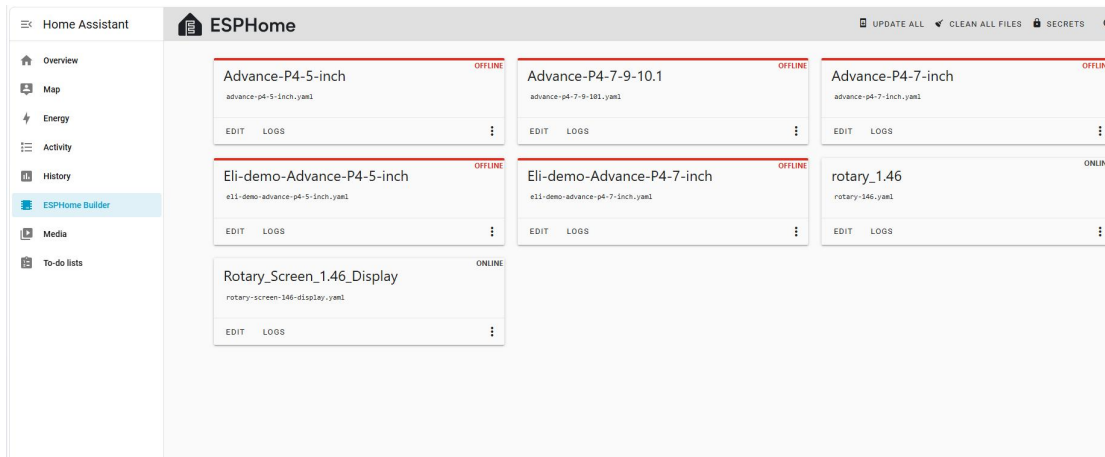 Home Assistant
ESPHome
UPDATE ALL
CLEAN ALL FILES
SECRETS
Overview
Map
Energy
Activity
History
ESPHome Builder
Media
To-do lists
OFFLINE
Advance-P4-5-inch
advance-p4-5-inch.yaml
EDIT LOGS
OFFLINE
Advance-P4-7-9-10.1
advance-p4-7-9-101.yaml
EDIT LOGS
OFFLIN
Advance-P4-7-inch
advance-p4-7-inch.yaml
EDIT LOGS
OFFLINE
Eli-demo-Advance-P4-5-inch
eli-demo-advance-p4-5-inch.yaml
EDIT LOGS
OFFLINE
Eli-demo-Advance-P4-7-inch
eli-demo-advance-p4-7-inch.yaml
EDIT LOGS
ONLIN
rotary_1.46
rotary-146.yaml
EDIT LOGS
ONLINE
Rotary_Screen_1.46_Display
rotary-screen-146-display.yaml
EDIT LOGS